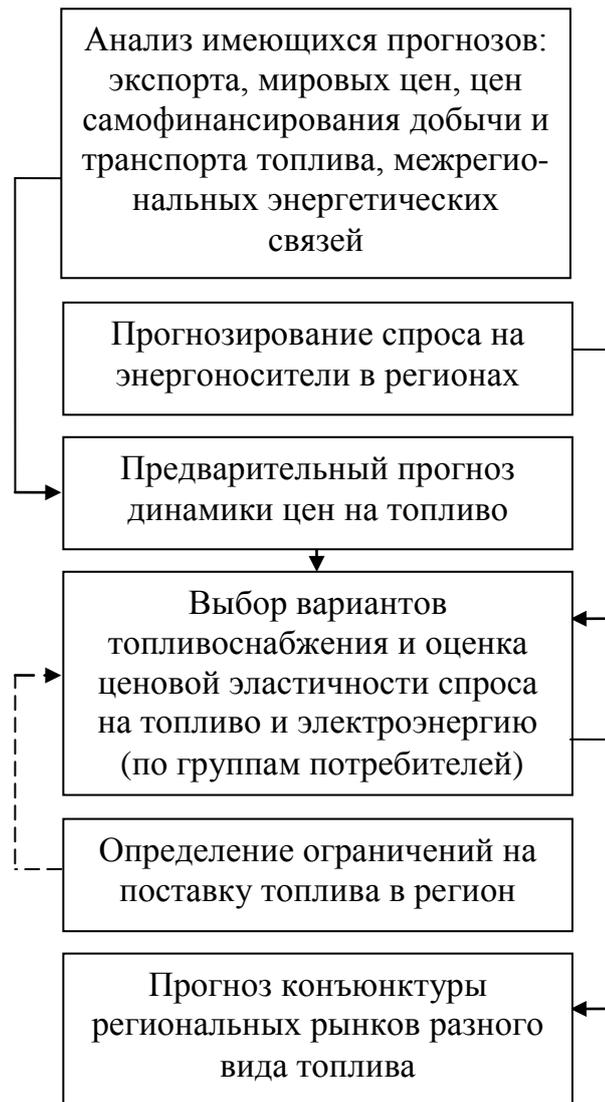 Анализ имеющихся прогнозов:
экспорта, мировых цен, цен
самофинансирования добычи и
транспорта топлива, межрегио-
нальных энергетических
связей
Прогнозирование спроса на
энергоносители в регионах
Предварительный прогноз
динамики цен на топливо
Выбор вариантов
топливоснабжения и оценка
ценовой эластичности спроса
на топливо и электроэнергию
(по группам потребителей)
Определение ограничений на
поставку топлива в регион
Прогноз конъюнктуры
региональных рынков разного
вида топлива